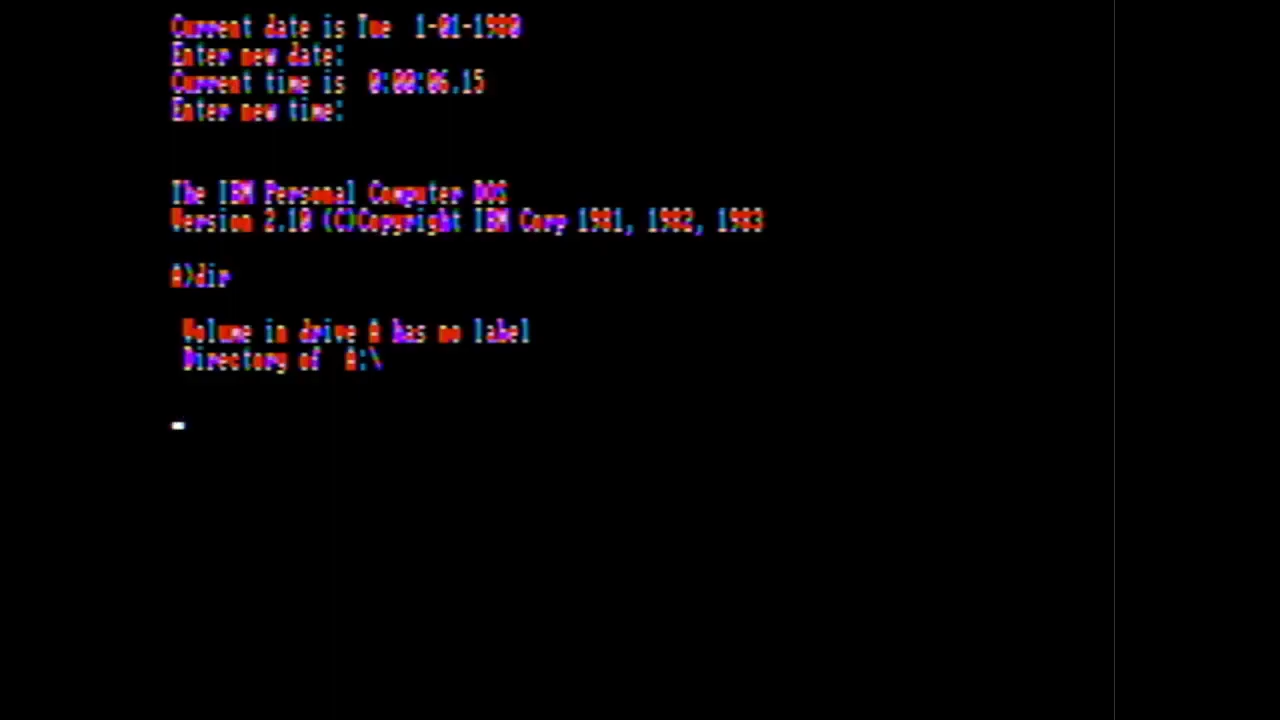 Current date is Tue  1-01-1980
Enter new date:
Current time is  0:00:06.15
Enter new time:
The IBM Personal Computer DOS
Version 2.10 (C)Copyright IBM Corp 1981, 1982, 1983
A>dir
Volume in drive A has no label
Directory of  A:\